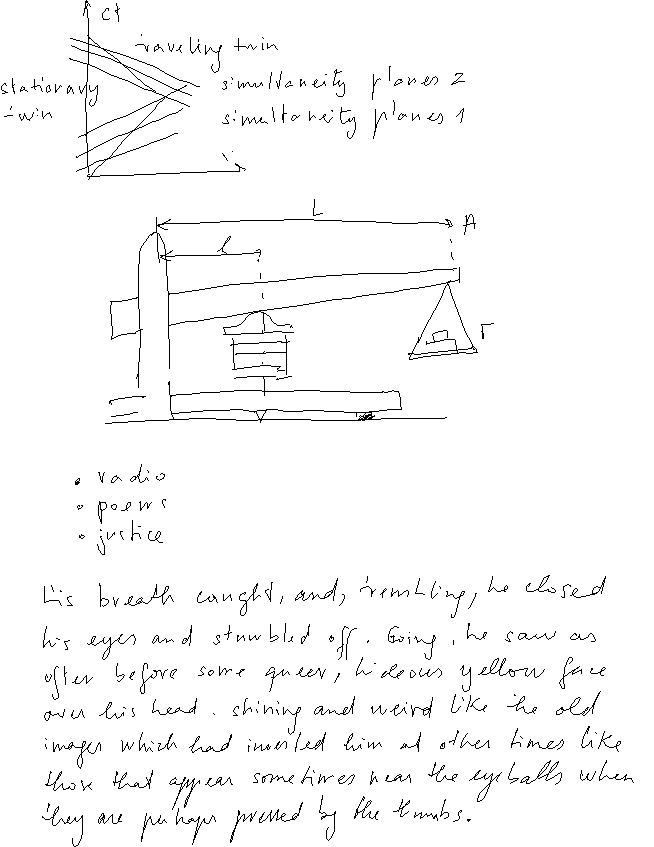 ct
traveling twin
stationary
simultaneity planes 2
twin
simultaneity planes 1
L
A
l
r
• radio
• poems
• justice
his breath caught, and, trembling, he closed
his eyes and stumbled off. Going, he saw as
often before some queer, hideous yellow face
over his head. shining and weird like the old
images which had invested him at other times like
those that appear sometimes near the eyeballs when
they are perhaps pressed by the thumbs.